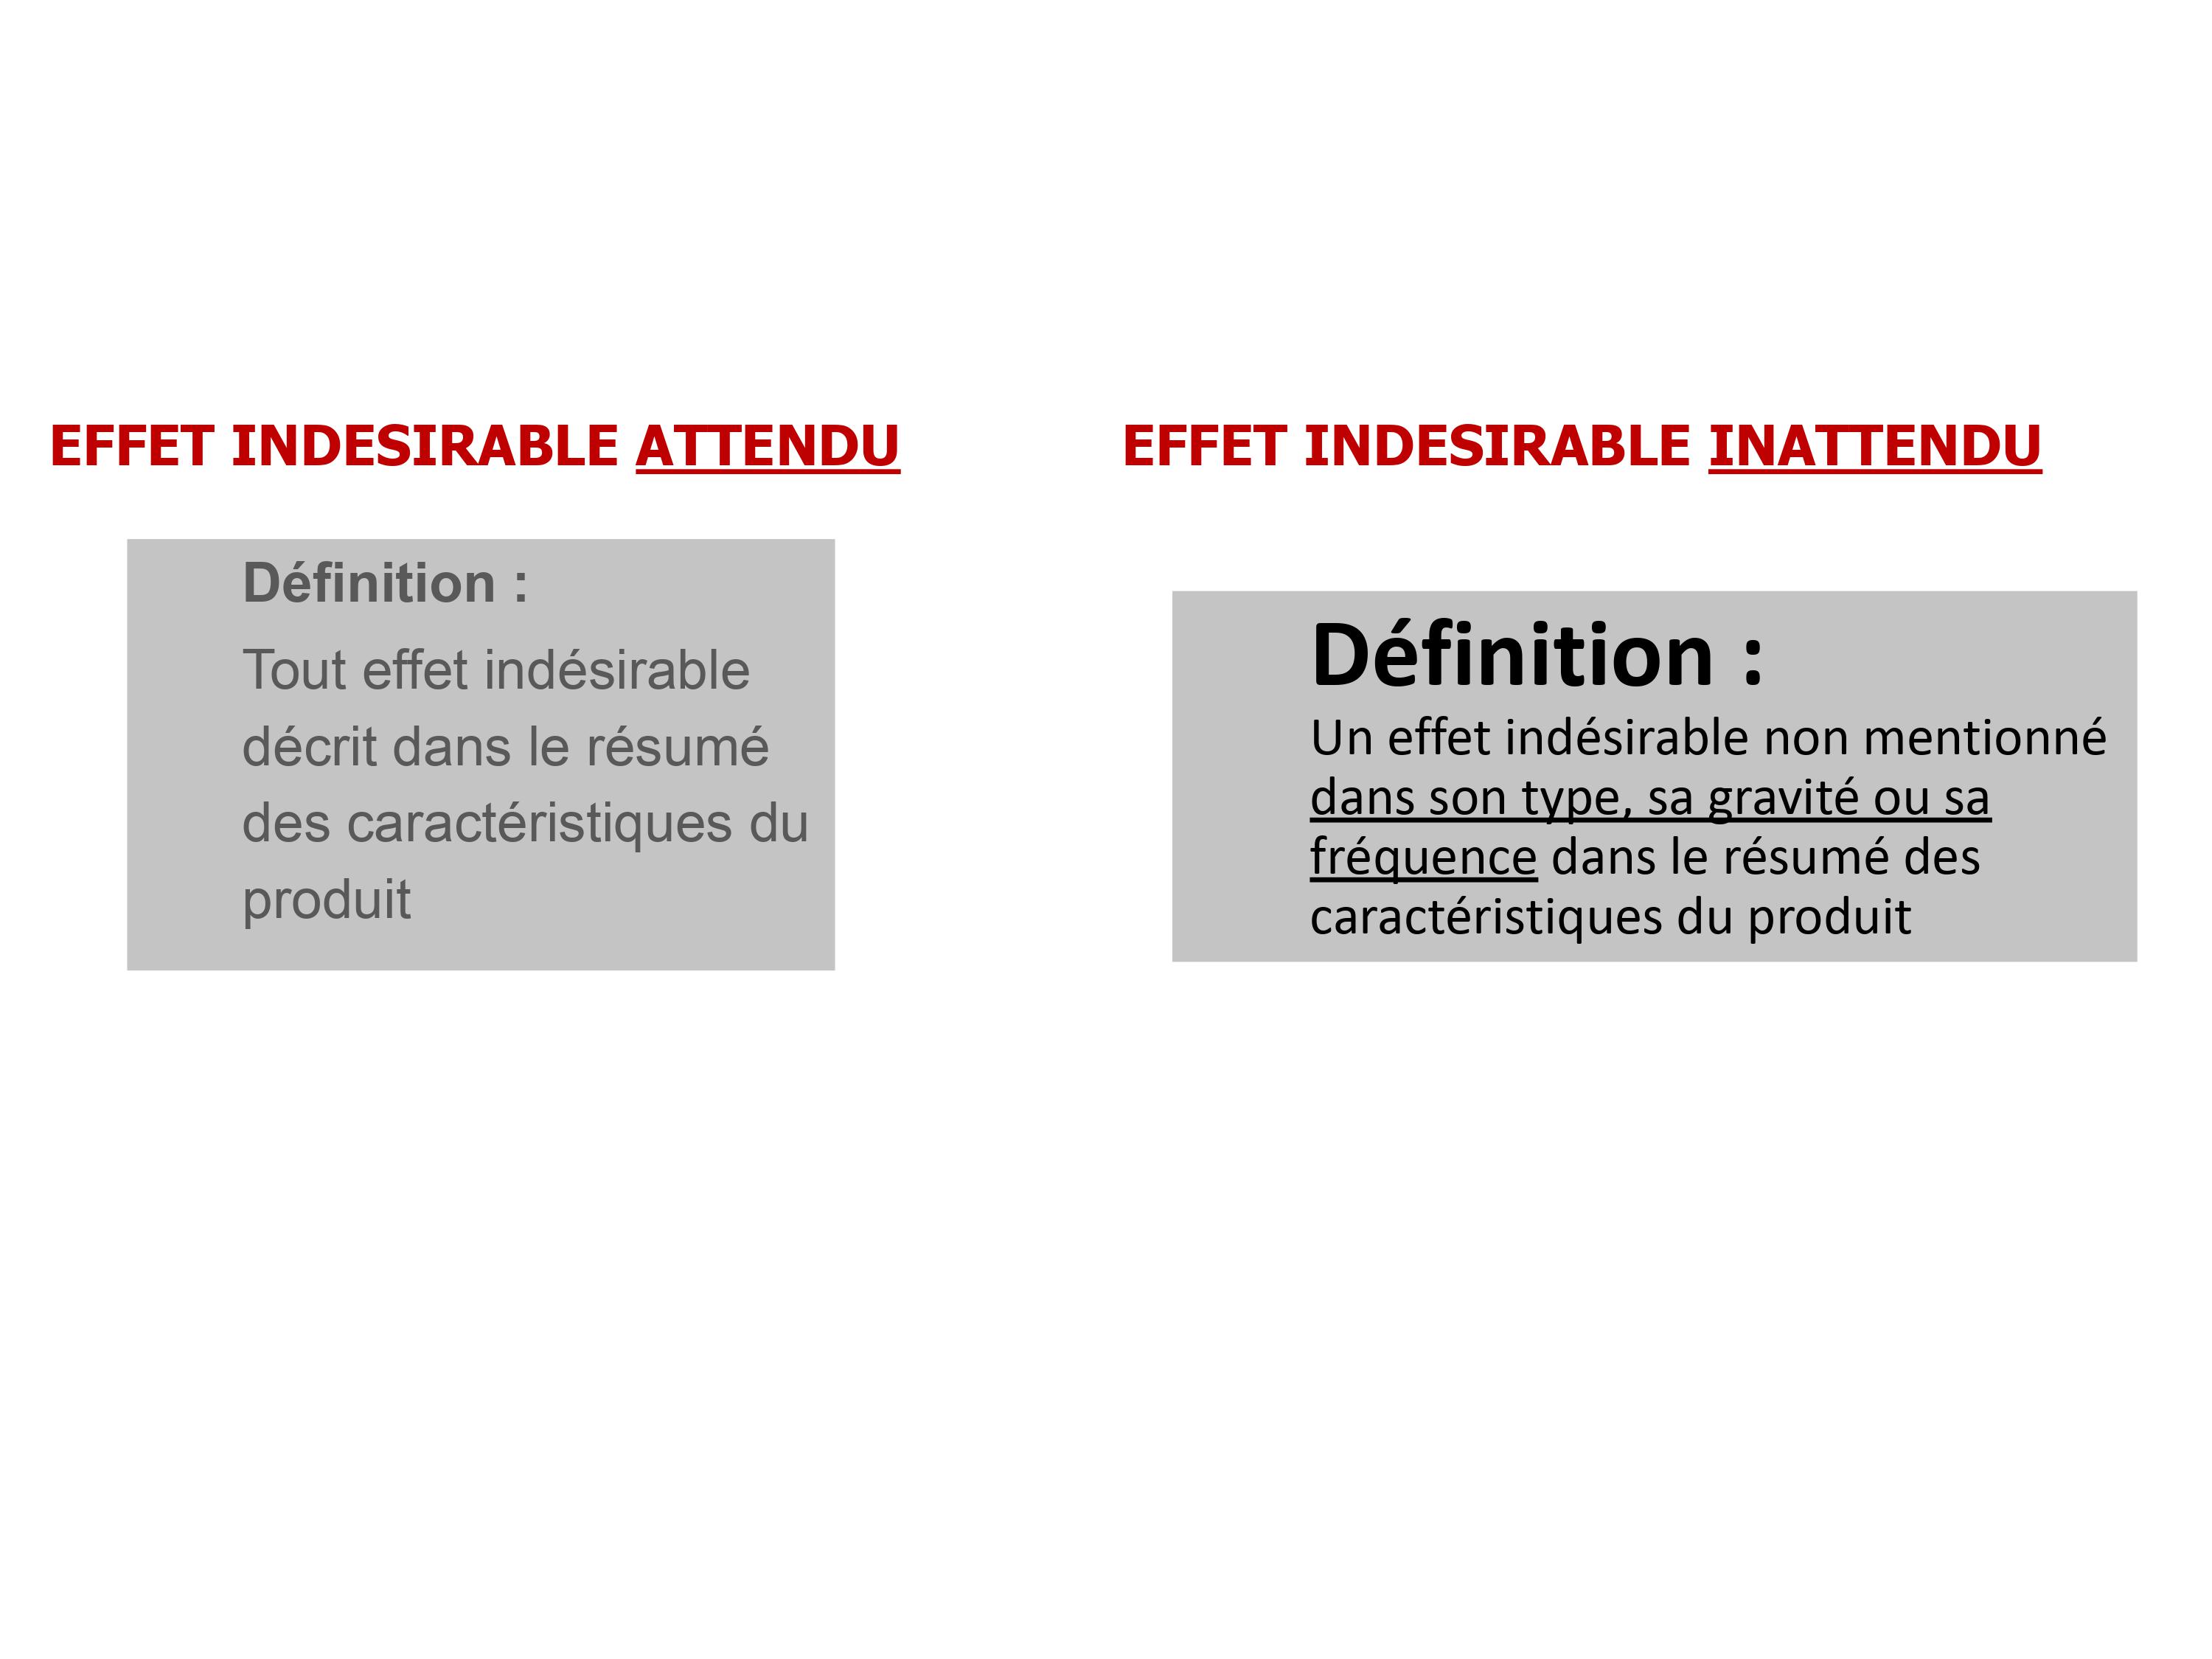 EFFET INDESIRABLE ATTENDU
Définition :
Tout effet indésirable
décrit dans le résumé
des caractéristiques du
produit
EFFET INDESIRABLE INATTENDU
Définition :
Un effet indésirable non mentionné
dans son type, sa gravité ou sa
fréquence dans le résumé des
caractéristiques du produit